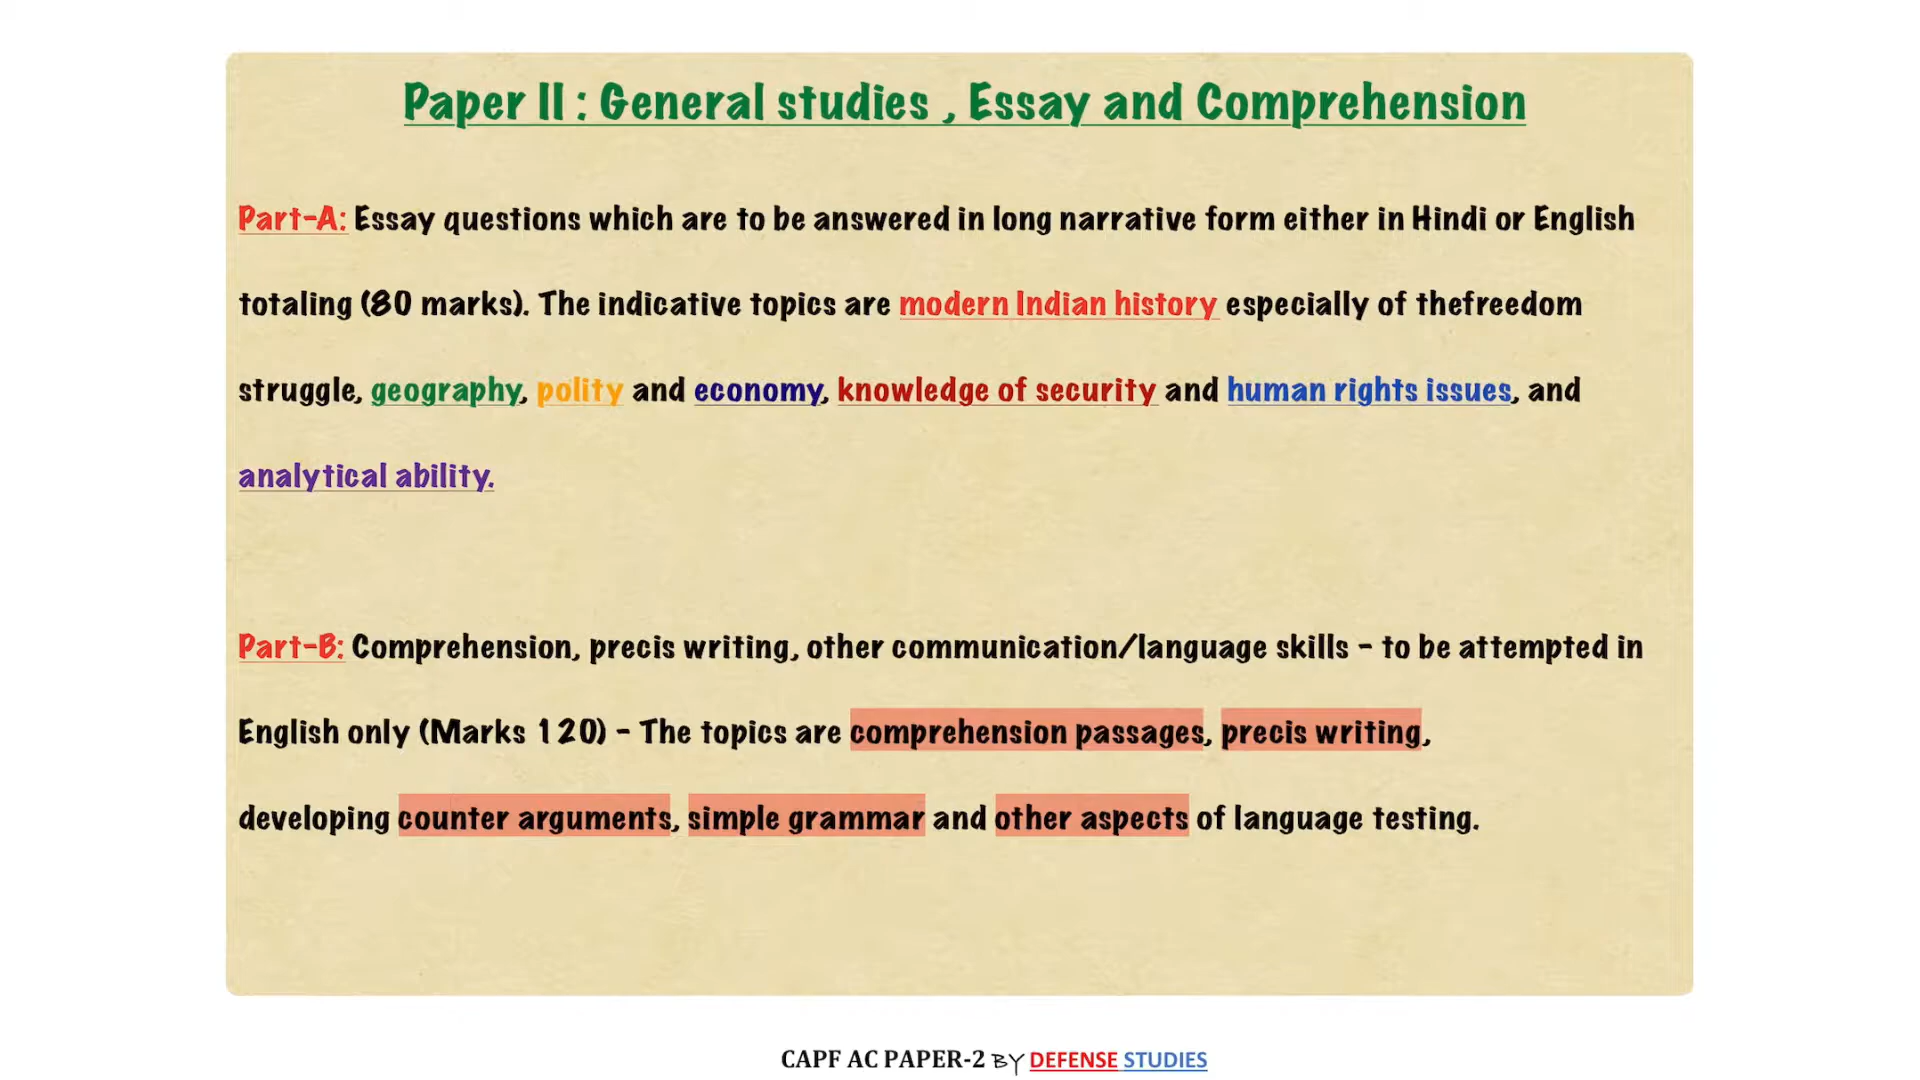 Paper II : General studies , Essay and Comprehension
Part-A: Essay questions which are to be answered in long narrative form either in Hindi or English
totaling (80 marks). The indicative topics are modern Indian history especially of thefreedom
struggle, geography, polity and economy, knowledge of security and human rights issues, and
analytical ability.
Part-B: Comprehension, precis writing, other communication/language skills – to be attempted in
English only (Marks 120) – The topics are comprehension passages, precis writing,
developing counter arguments, simple grammar and other aspects of language testing.
CAPF AC PAPER-2 BY DEFENSE STUDIES